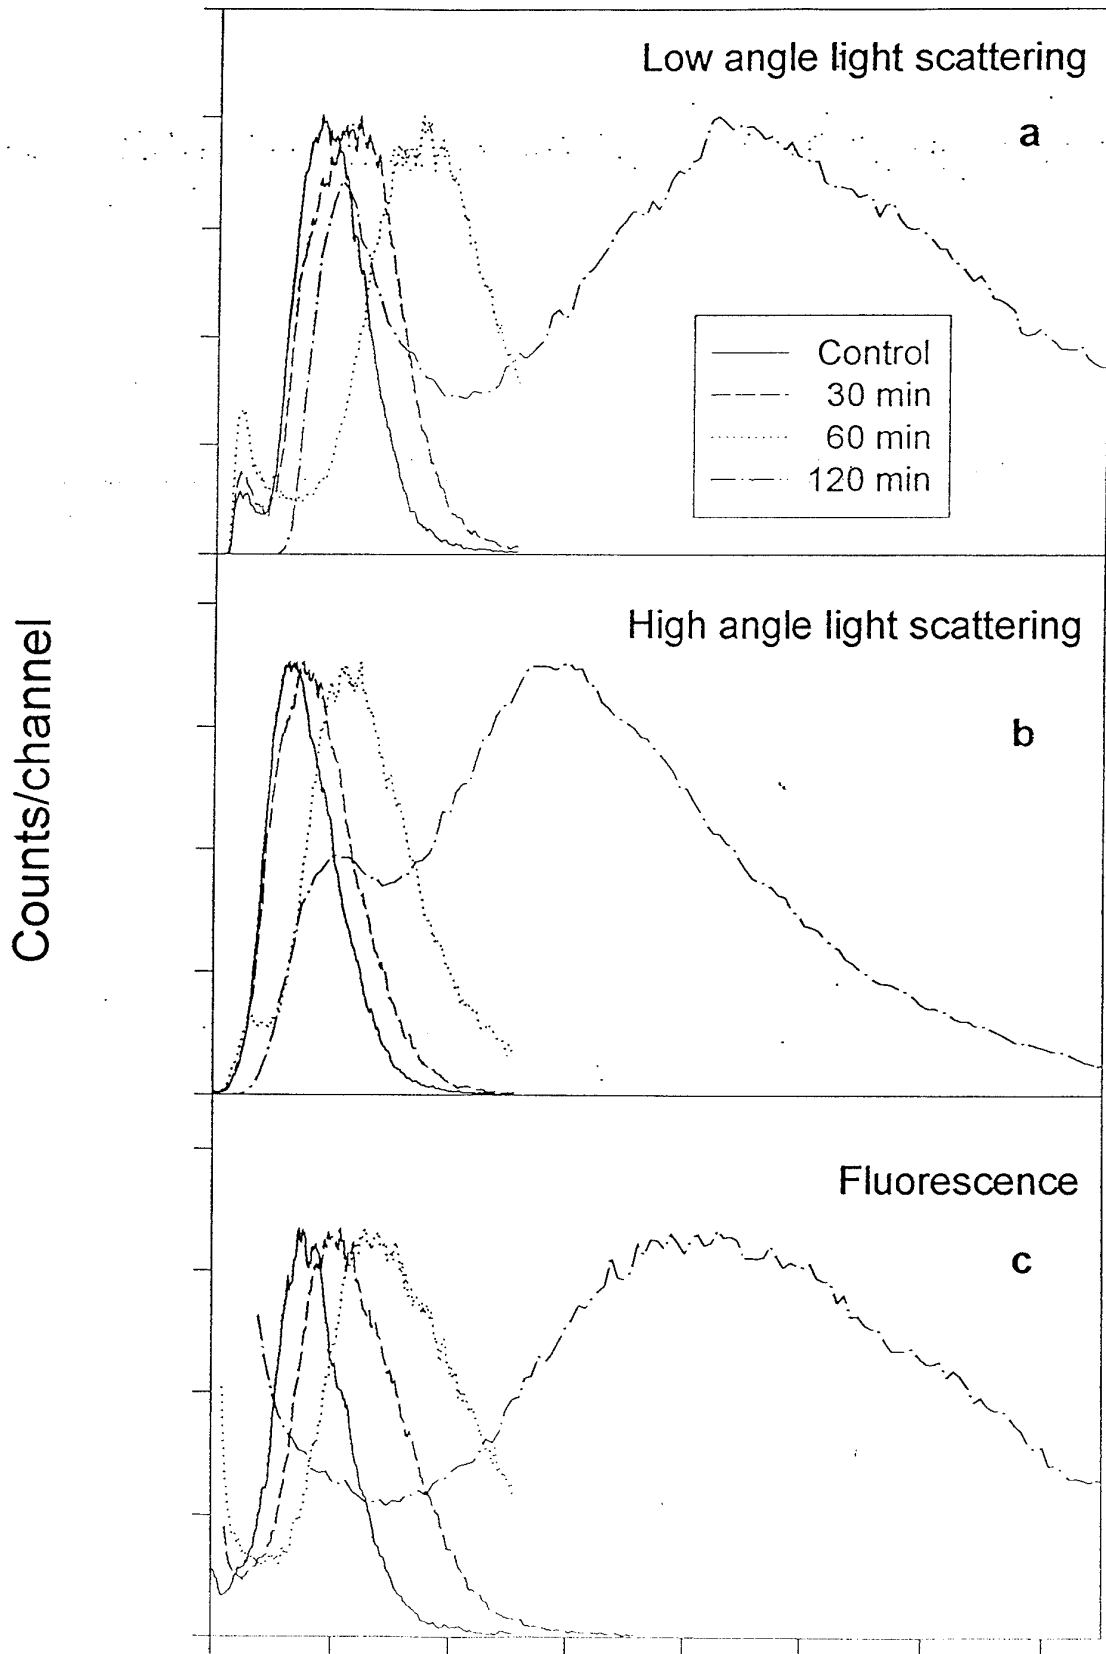 Low angle light scattering
a
Control
30 min
60 min
120 min
High angle light scattering
b
Counts/channel
Fluorescence
c